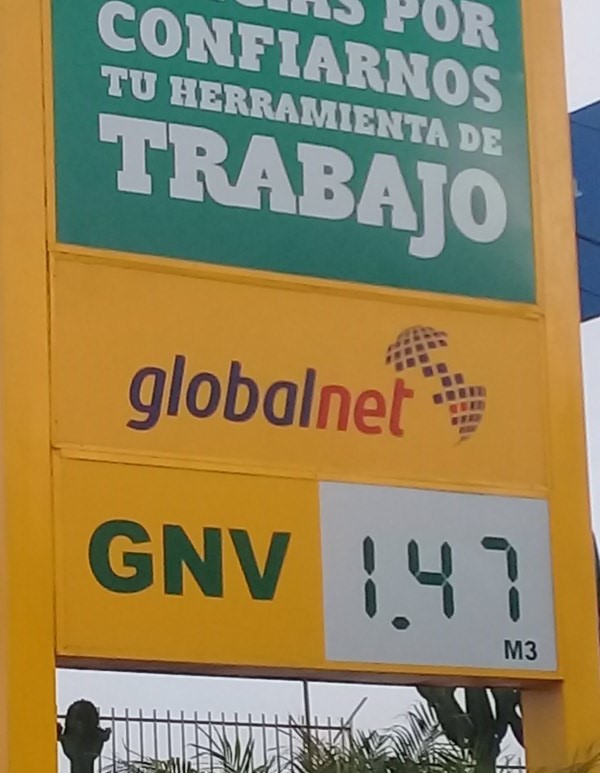 POR
CONFIARNOS
TU HERRAMIENTA DE
TRABAJO
globalnet
GNV 1.47
M3